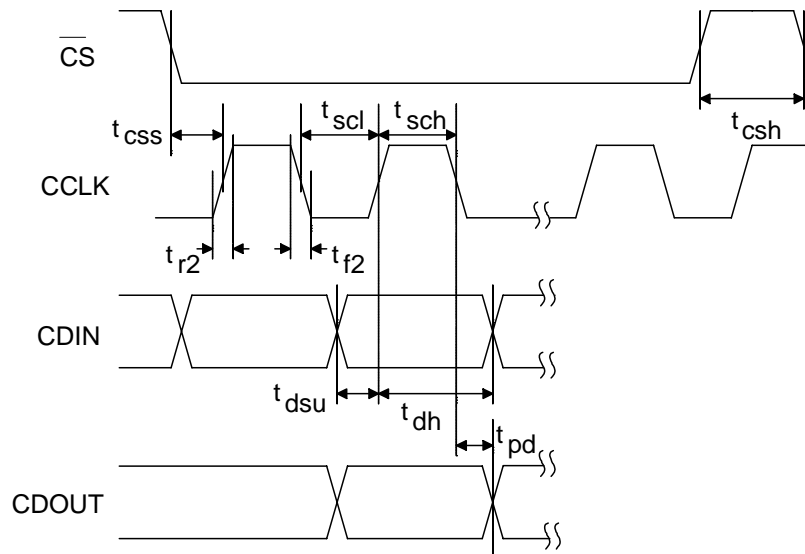 CS
t scl
t sch
t css
t csh
CCLK
t r2
t f2
CDIN
t dsu
t dh
t pd
CDOUT